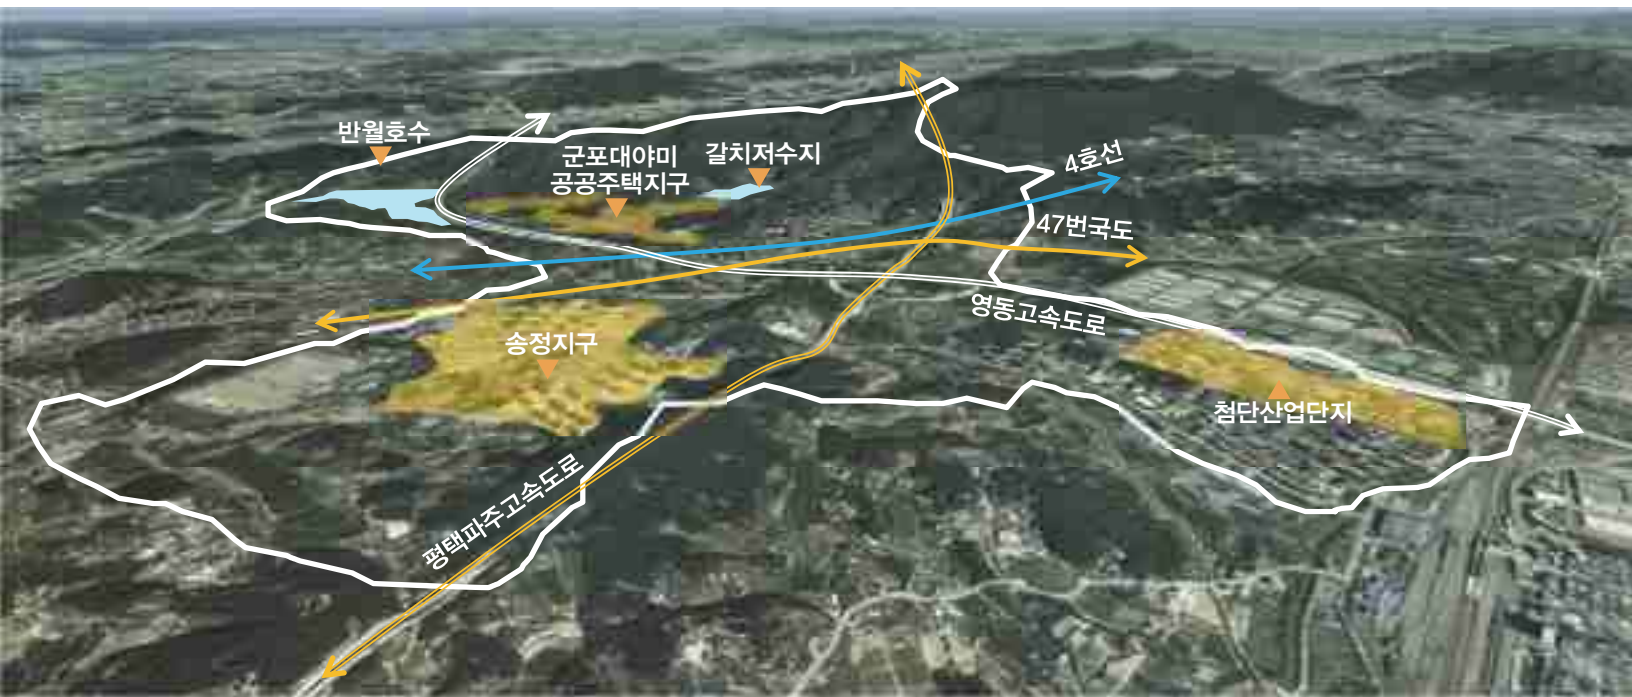 반월호수
군포대야미
공공주택지구
갈치저수지
4호선
47번국도
영동고속도로
송정지구
첨단산업단지
평택파주고속도로